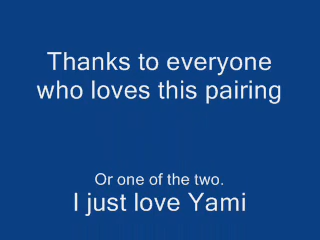 Thanks to everyone
who loves this pairing
Or one of the two.
I just love Yami